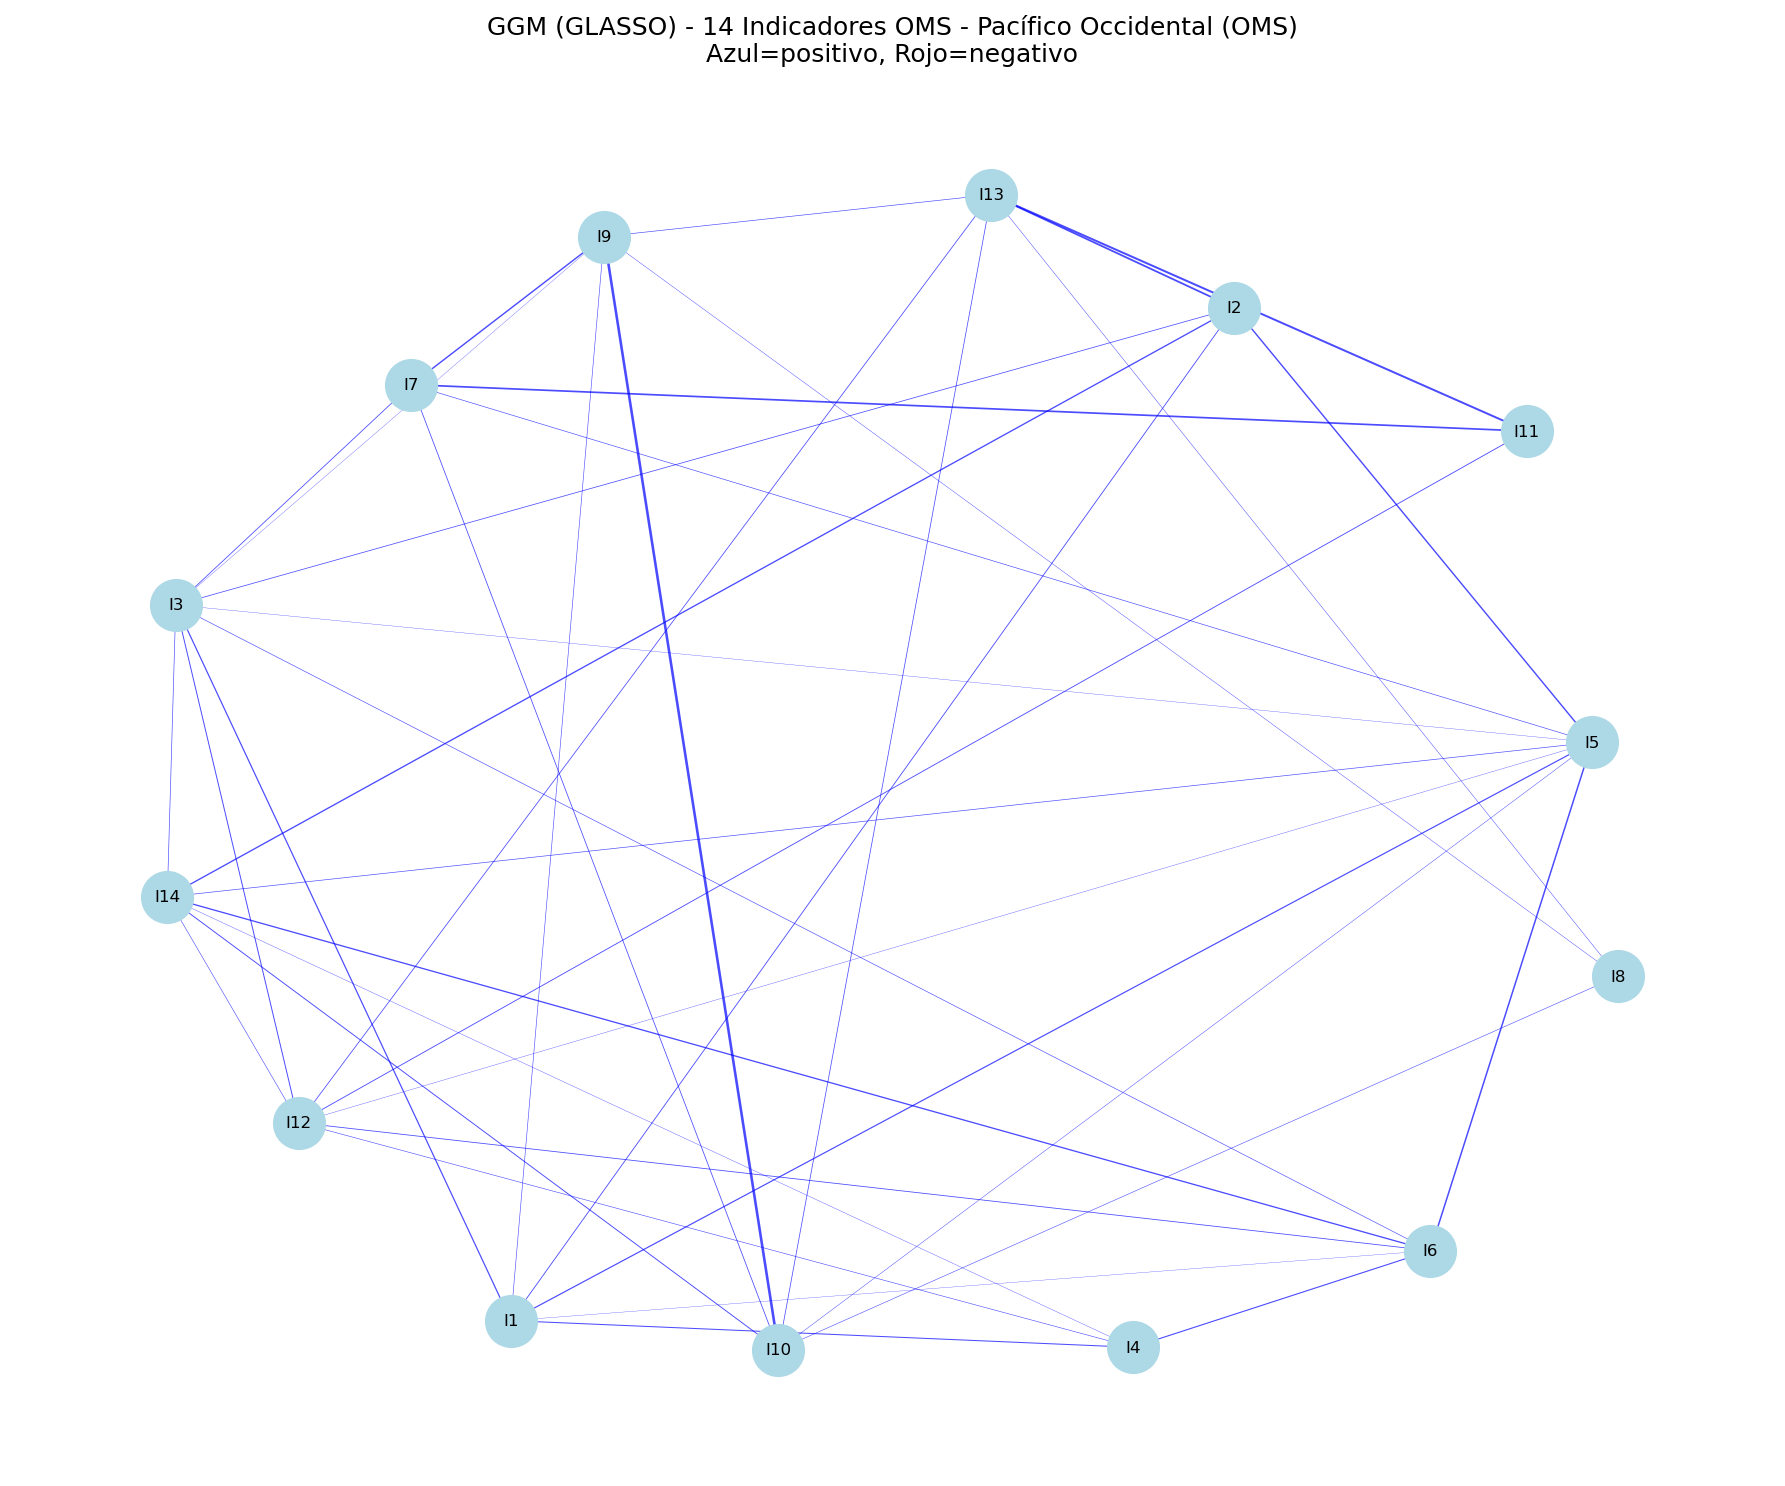 GGM (GLASSO) - 14 Indicadores OMS - Pacífico Occidental (OMS)
Azul=positivo, Rojo=negativo
I13
I9
I2
I7
I11
I3
I5
I14
I8
I12
I6
I1
I4
I10